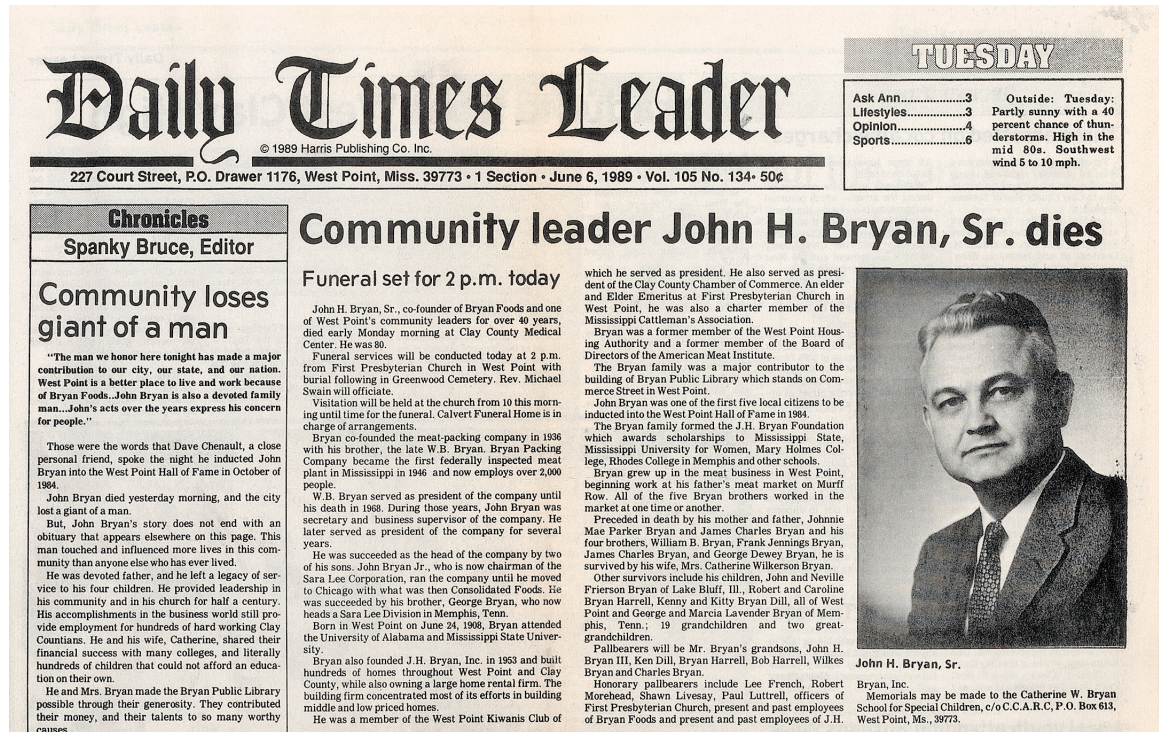 Daily Times Leader
© 1989 Harris Publishing Co. Inc.
227 Court Street, P.O. Drawer 1176, West Point, Miss. 39773 • 1 Section • June 6, 1989 • Vol. 105 No. 134• 50¢
TUESDAY
Ask Ann..................3
Lifestyles................3
Opinion...................4
Sports.....................6
Outside: Tuesday:
Partly sunny with a 40
percent chance of thun-
derstorms. High in the
mid 80s. Southwest
wind 5 to 10 mph.
Chronicles
Spanky Bruce, Editor
Community loses
giant of a man
"The man we honor here tonight has made a major
contribution to our city, our state, and our nation.
West Point is a better place to live and work because
of Bryan Foods..John Bryan is also a devoted family
man...John's acts over the years express his concern
for people."
Those were the words that Dave Chenault, a close
personal friend, spoke the night he inducted John
Bryan into the West Point Hall of Fame in October of
1984.
John Bryan died yesterday morning, and the city
lost a giant of a man.
But, John Bryan's story does not end with an
obituary that appears elsewhere on this page. This
man touched and influenced more lives in this com-
munity than anyone else who has ever lived.
He was devoted father, and he left a legacy of ser-
vice to his four children. He provided leadership in
his community and in his church for half a century.
His accomplishments in the business world still pro-
vide employment for hundreds of hard working Clay
Countians. He and his wife, Catherine, shared their
financial success with many colleges, and literally
hundreds of children that could not afford an educa-
tion on their own.
He and Mrs. Bryan made the Bryan Public Library
possible through their generosity. They contributed
their money, and their talents to so many worthy
causes.
Community leader John H. Bryan, Sr. dies
Funeral set for 2 p.m. today
John H. Bryan, Sr., co-founder of Bryan Foods and one
of West Point's community leaders for over 40 years,
died early Monday morning at Clay County Medical
Center. He was 80.
Funeral services will be conducted today at 2 p.m.
from First Presbyterian Church in West Point with
burial following in Greenwood Cemetery. Rev. Michael
Swain will officiate.
Visitation will be held at the church from 10 this morn-
ing until time for the funeral. Calvert Funeral Home is in
charge of arrangements.
Bryan co-founded the meat-packing company in 1936
with his brother, the late W.B. Bryan. Bryan Packing
Company became the first federally inspected meat
plant in Mississippi in 1946 and now employs over 2,000
people.
W.B. Bryan served as president of the company until
his death in 1968. During those years, John Bryan was
secretary and business supervisor of the company. He
later served as president of the company for several
years.
He was succeeded as the head of the company by two
of his sons. John Bryan Jr., who is now chairman of the
Sara Lee Corporation, ran the company until he moved
to Chicago with what was then Consolidated Foods. He
was succeeded by his brother, George Bryan, who now
heads a Sara Lee Division in Memphis, Tenn.
Born in West Point on June 24, 1908, Bryan attended
the University of Alabama and Mississippi State Univer-
sity.
Bryan also founded J.H. Bryan, Inc. in 1953 and built
hundreds of homes throughout West Point and Clay
County, while also owning a large home rental firm. The
building firm concentrated most of its efforts in building
middle and low priced homes.
He was a member of the West Point Kiwanis Club of
which he served as president. He also served as presi-
dent of the Clay County Chamber of Commerce. An elder
and Elder Emeritus at First Presbyterian Church in
West Point, he was also a charter member of the
Mississippi Cattleman's Association.
Bryan was a former member of the West Point Hous-
ing Authority and a former member of the Board of
Directors of the American Meat Institute.
The Bryan family was a major contributor to the
building of Bryan Public Library which stands on Com-
merce Street in West Point.
John Bryan was one of the first five local citizens to be
inducted into the West Point Hall of Fame in 1984.
The Bryan family formed the J.H. Bryan Foundation
which awards scholarships to Mississippi State,
Mississippi University for Women, Mary Holmes Col-
lege, Rhodes College in Memphis and other schools.
Bryan grew up in the meat business in West Point,
beginning work at his father's meat market on Murff
Row. All of the five Bryan brothers worked in the
market at one time or another.
Preceded in death by his mother and father, Johnnie
Mae Parker Bryan and James Charles Bryan and his
four brothers, William B. Bryan, Frank Jennings Bryan,
James Charles Bryan, and George Dewey Bryan, he is
survived by his wife, Mrs. Catherine Wilkerson Bryan.
Other survivors include his children, John and Neville
Frierson Bryan of Lake Bluff, Ill., Robert and Caroline
Bryan Harrell, Kenny and Kitty Bryan Dill, all of West
Point and George and Marcia Lavender Bryan of Mem-
phis, Tenn.; 19 grandchildren and two great-
grandchildren.
Pallbearers will be Mr. Bryan's grandsons, John H.
Bryan III, Ken Dill, Bryan Harrell, Bob Harrell, Wilkes
Bryan and Charles Bryan.
Honorary pallbearers include Lee French, Robert
Morehead, Shawn Livesay, Paul Luttrell, officers of
First Presbyterian Church, present and past employees
of Bryan Foods and present and past employees of J.H.
John H. Bryan, Sr.
Bryan, Inc.
Memorials may be made to the Catherine W. Bryan
School for Special Children, c/o C.C.A.R.C, P.O. Box 613,
West Point, Ms., 39773.